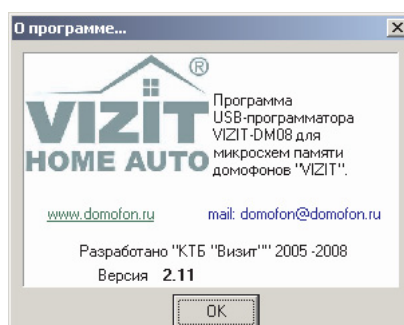 О программе...
VIZIT®
HOME AUTO
Программа
USB-программатора
VIZIT-DM08 для
микросхем памяти
домофонов "VIZIT".
www.domofon.ru mail: domofon@domofon.ru
Разработано "КТБ "Визит"" 2005 -2008
Версия 2.11
OK